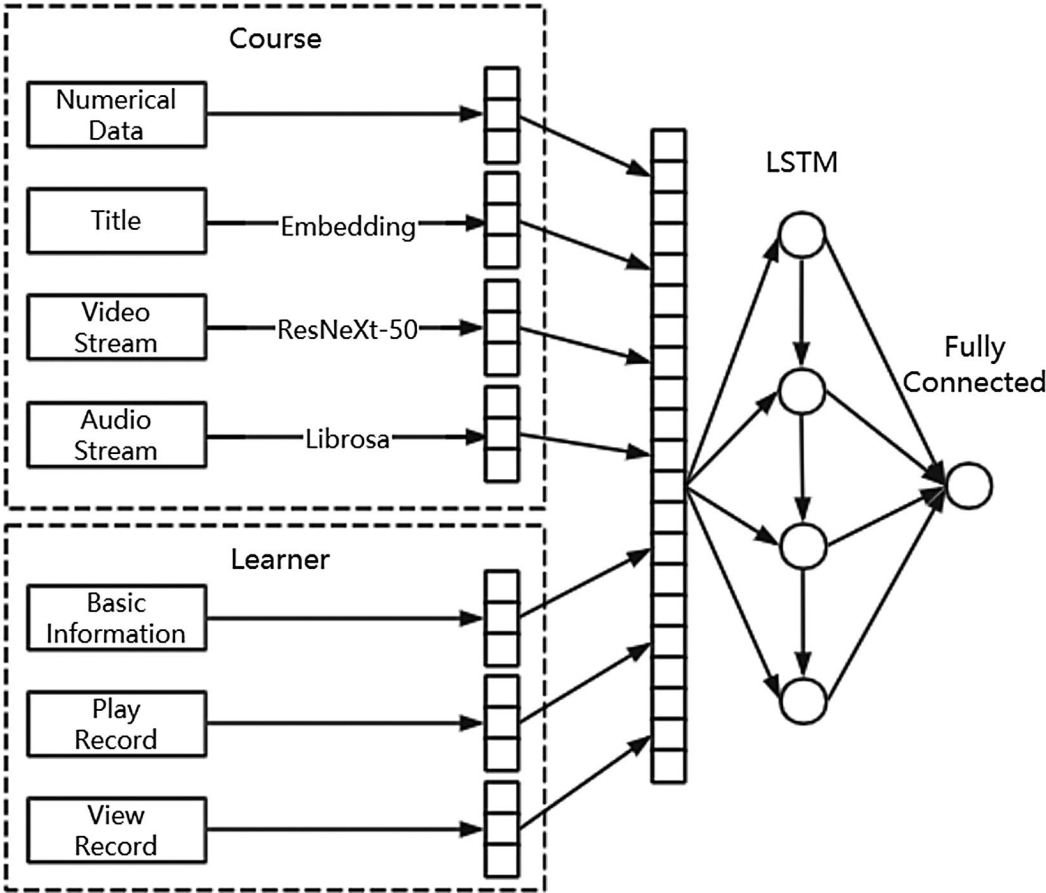 Course
Numerical
Data
Title
Embedding
Video
Stream
ResNeXt-50
Audio
Stream
Librosa
Learner
Basic
Information
Play
Record
View
Record
LSTM
Fully
Connected